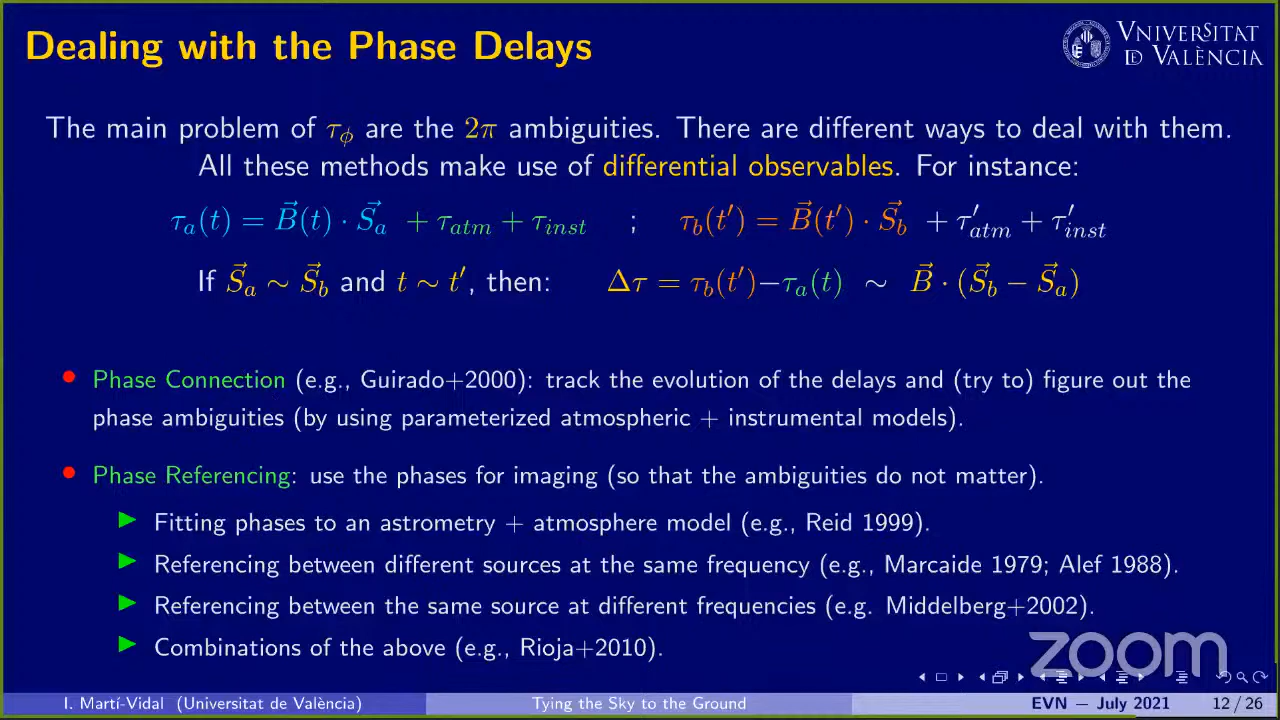 Dealing with the Phase Delays
VNIVERSITAT
DE VALÈNCIA
The main problem of τ_ϕ are the 2π ambiguities. There are different ways to deal with them.
All these methods make use of differential observables. For instance:
τ_a(t) = B⃗(t) · S⃗_a + τ_atm + τ_inst ; τ_b(t′) = B⃗(t′) · S⃗_b + τ′_atm + τ′_inst
If S⃗_a ∼ S⃗_b and t ∼ t′, then: Δτ = τ_b(t′)−τ_a(t) ∼ B⃗ · (S⃗_b − S⃗_a)
Phase Connection (e.g., Guirado+2000): track the evolution of the delays and (try to) figure out the
phase ambiguities (by using parameterized atmospheric + instrumental models).
Phase Referencing: use the phases for imaging (so that the ambiguities do not matter).
Fitting phases to an astrometry + atmosphere model (e.g., Reid 1999).
Referencing between different sources at the same frequency (e.g., Marcaide 1979; Alef 1988).
Referencing between the same source at different frequencies (e.g. Middelberg+2002).
Combinations of the above (e.g., Rioja+2010).
zoom
I. Martí-Vidal (Universitat de València) Tying the Sky to the Ground EVN — July 2021 12 / 26